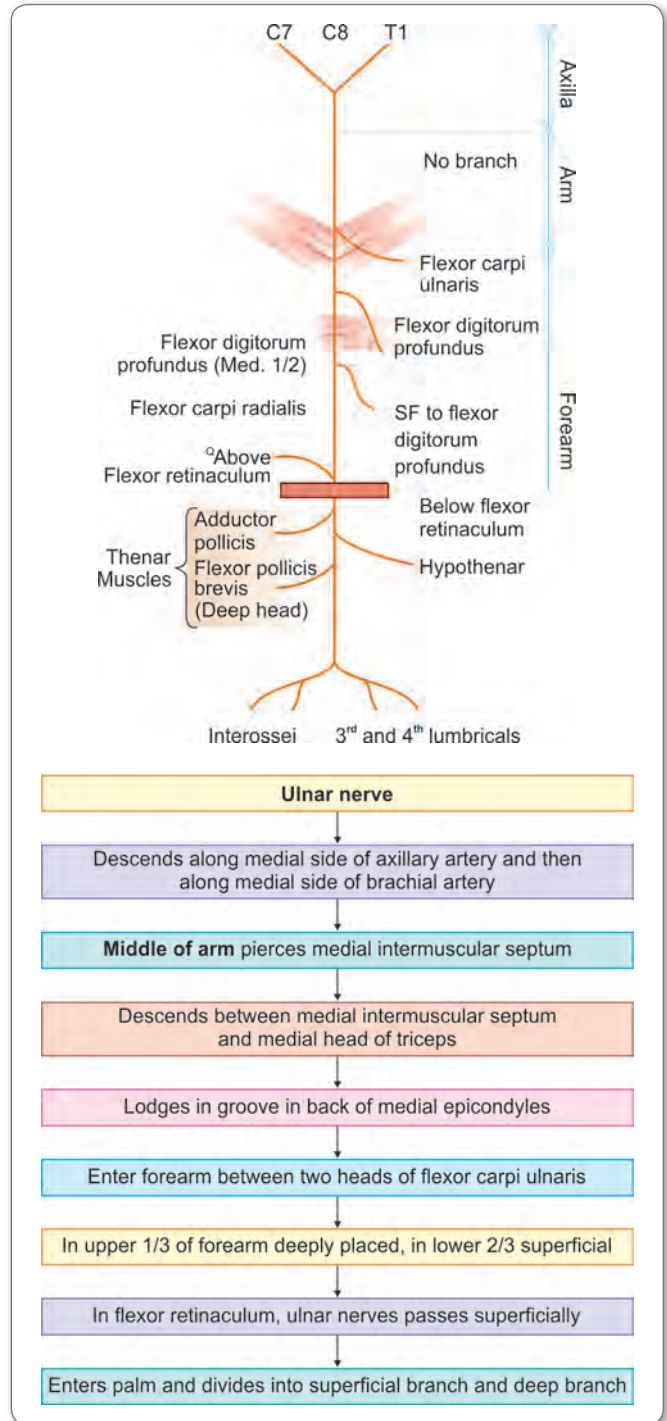 C7 C8 T1
Axilla
No branch
Arm
Flexor carpi
ulnaris
Flexor digitorum
profundus
Flexor digitorum
profundus (Med. 1/2)
Flexor carpi radialis
SF to flexor
digitorum
profundus
Forearm
QAbove
Flexor retinaculum
Below flexor
retinaculum
Adductor
pollicis
Thenar
Muscles
Flexor pollicis
brevis
(Deep head)
Hypothenar
Interossei 3rd and 4th lumbricals
Ulnar nerve
Descends along medial side of axillary artery and then
along medial side of brachial artery
Middle of arm pierces medial intermuscular septum
Descends between medial intermuscular septum
and medial head of triceps
Lodges in groove in back of medial epicondyles
Enter forearm between two heads of flexor carpi ulnaris
In upper 1/3 of forearm deeply placed, in lower 2/3 superficial
In flexor retinaculum, ulnar nerves passes superficially
Enters palm and divides into superficial branch and deep branch